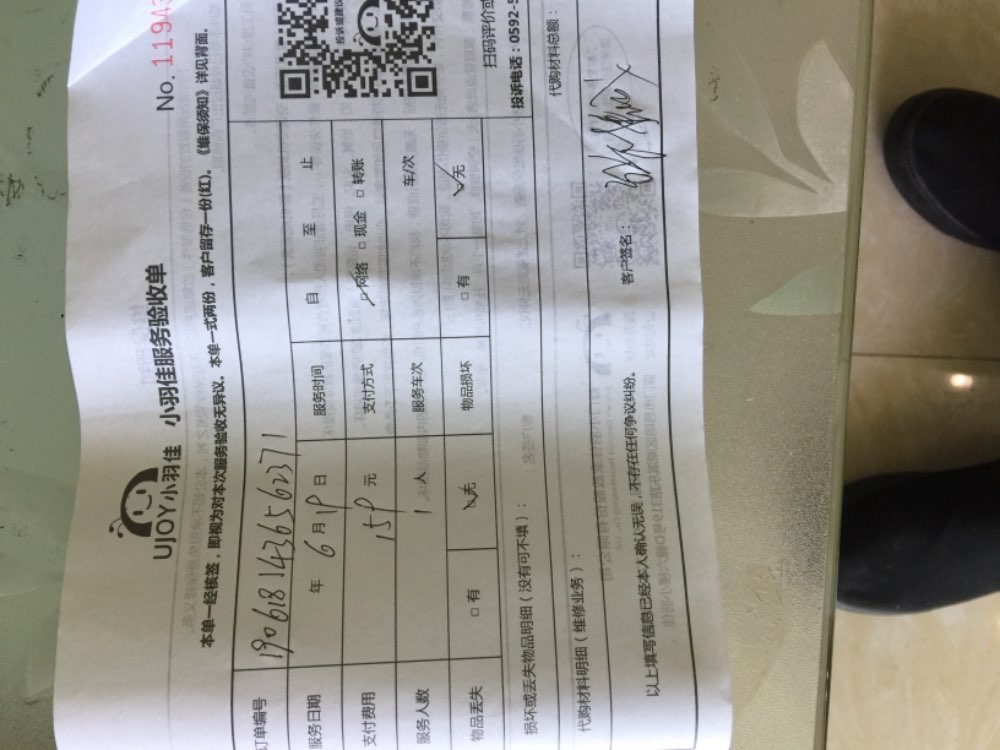 No. 11943
UJOY小羽佳 小羽佳服务验收单
本单一经核签,即视为对本次服务验收无异议。本单一式两份,客户留存一份(红)。《维保须知》详见背面.
订单编号 19061814365622371
服务日期 年 6月19日 服务时间 自 至 止
支付费用 159元 支付方式 ☑网络 □现金 □转账
服务人数 1人 服务车次 车/次
物品丢失 □有 ☑无 物品损坏 □有 ☑无
损坏或丢失物品明细(没有可不填):
扫码评价或
投诉电话:0592-5
代购材料明细(维修业务):
代购材料总额:
以上填写信息已经本人确认无误,不存在任何争议纠纷。
客户签名: